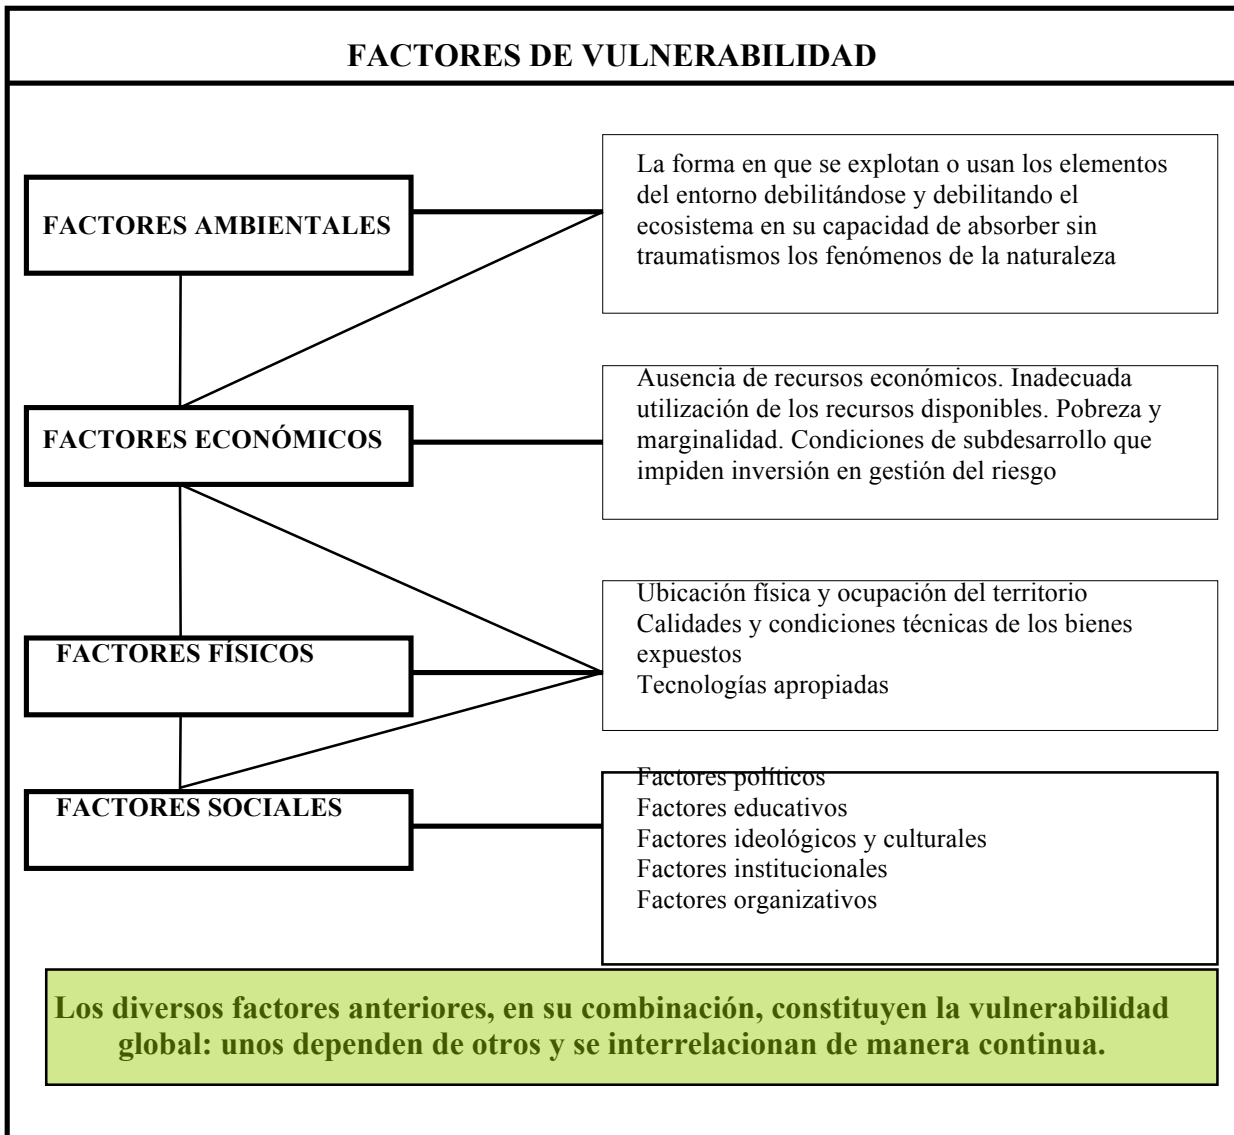 FACTORES DE VULNERABILIDAD
FACTORES AMBIENTALES
La forma en que se explotan o usan los elementos
del entorno debilitándose y debilitando el
ecosistema en su capacidad de absorber sin
traumatismos los fenómenos de la naturaleza
FACTORES ECONÓMICOS
Ausencia de recursos económicos. Inadecuada
utilización de los recursos disponibles. Pobreza y
marginalidad. Condiciones de subdesarrollo que
impiden inversión en gestión del riesgo
FACTORES FÍSICOS
Ubicación física y ocupación del territorio
Calidades y condiciones técnicas de los bienes
expuestos
Tecnologías apropiadas
FACTORES SOCIALES
Factores políticos
Factores educativos
Factores ideológicos y culturales
Factores institucionales
Factores organizativos
Los diversos factores anteriores, en su combinación, constituyen la vulnerabilidad
global: unos dependen de otros y se interrelacionan de manera continua.